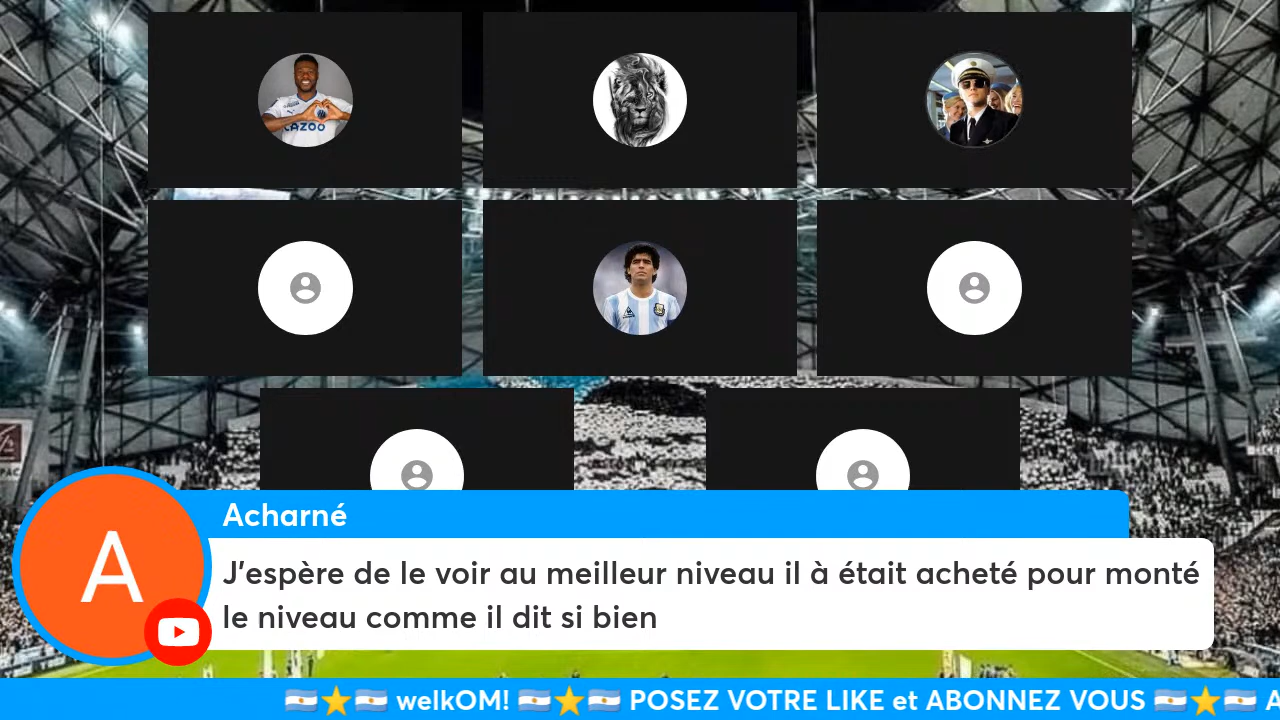 CAZOO
Acharné
A
J'espère de le voir au meilleur niveau il à était acheté pour monté
le niveau comme il dit si bien
welkOM! POSEZ VOTRE LIKE et ABONNEZ VOUS A